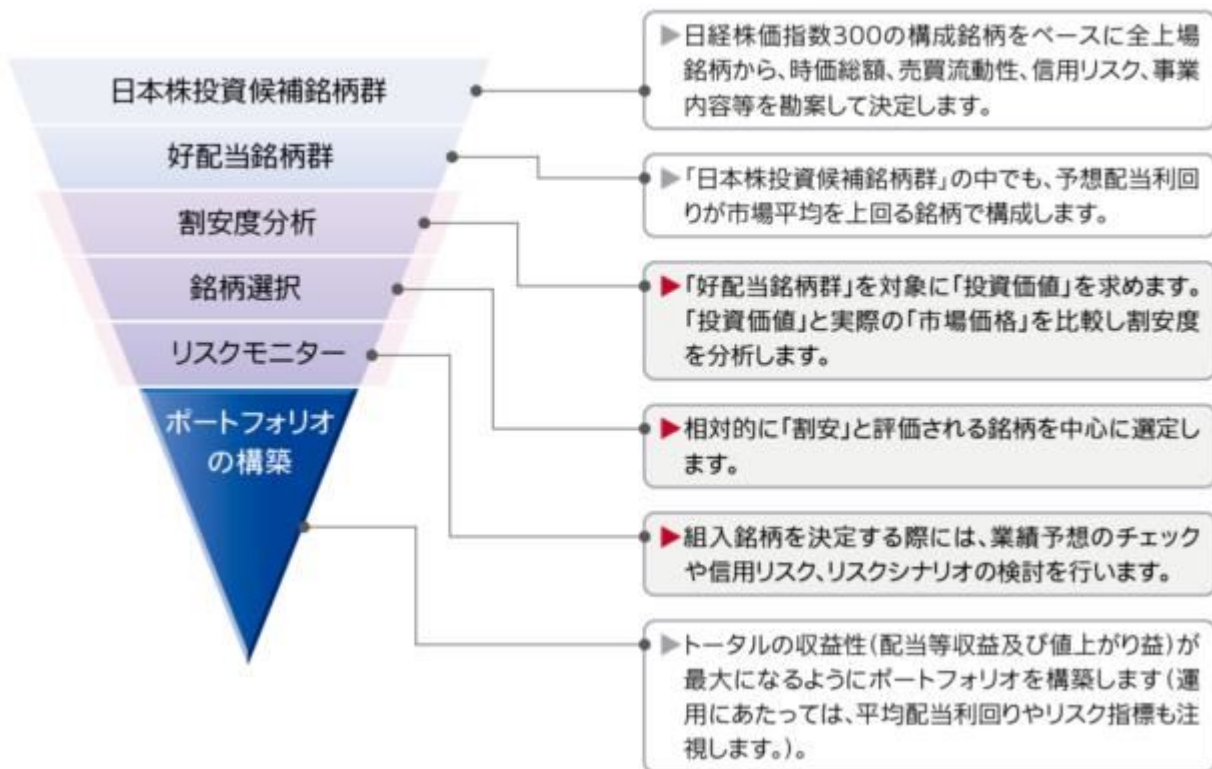 日本株投資候補銘柄群
好配当銘柄群
割安度分析
銘柄選択
リスクモニター
ポートフォリオ
の構築
▶日経株価指数300の構成銘柄をベースに全上場
銘柄から、時価総額、売買流動性、信用リスク、事業
内容等を勘案して決定します。
▶「日本株投資候補銘柄群」の中でも、予想配当利回
りが市場平均を上回る銘柄で構成します。
▶「好配当銘柄群」を対象に「投資価値」を求めます。
「投資価値」と実際の「市場価格」を比較し割安度
を分析します。
▶相対的に「割安」と評価される銘柄を中心に選定し
ます。
▶組入銘柄を決定する際には、業績予想のチェック
や信用リスク、リスクシナリオの検討を行います。
▶トータルの収益性(配当等収益及び値上がり益)が
最大になるようにポートフォリオを構築します(運
用にあたっては、平均配当利回りやリスク指標も注
視します。)。